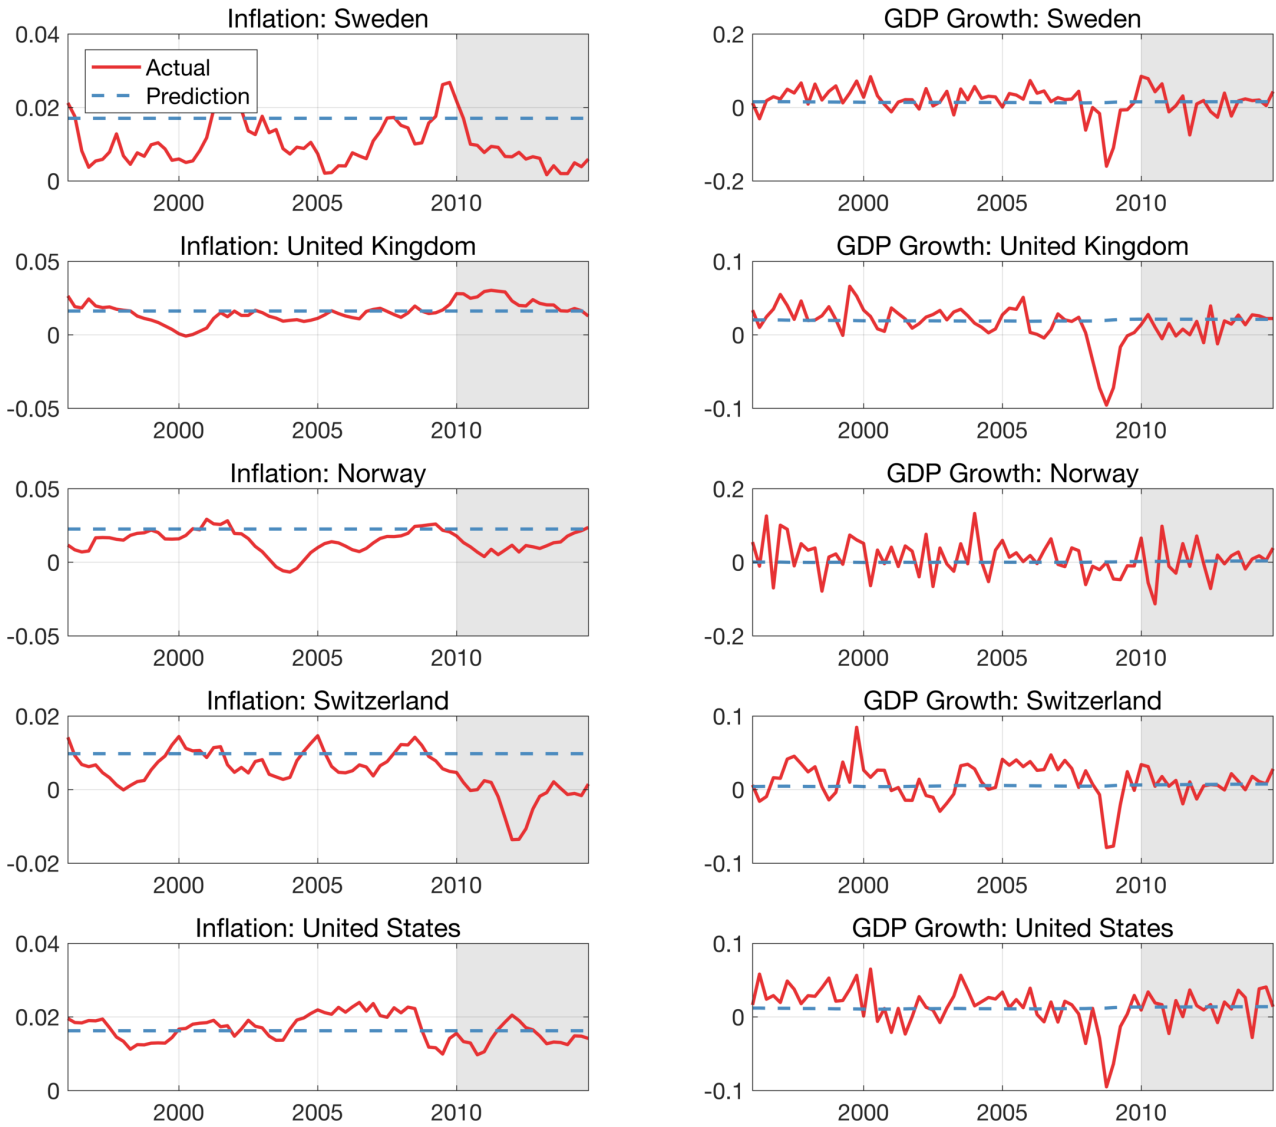 Inflation: Sweden
0.04
0.02
0
Actual
Prediction
2000 2005 2010
GDP Growth: Sweden
0.2
0
-0.2
2000 2005 2010
Inflation: United Kingdom
0.05
0
-0.05
2000 2005 2010
GDP Growth: United Kingdom
0.1
0
-0.1
2000 2005 2010
Inflation: Norway
0.05
0
-0.05
2000 2005 2010
GDP Growth: Norway
0.2
0
-0.2
2000 2005 2010
Inflation: Switzerland
0.02
0
-0.02
2000 2005 2010
GDP Growth: Switzerland
0.1
0
-0.1
2000 2005 2010
Inflation: United States
0.04
0.02
0
2000 2005 2010
GDP Growth: United States
0.1
0
-0.1
2000 2005 2010